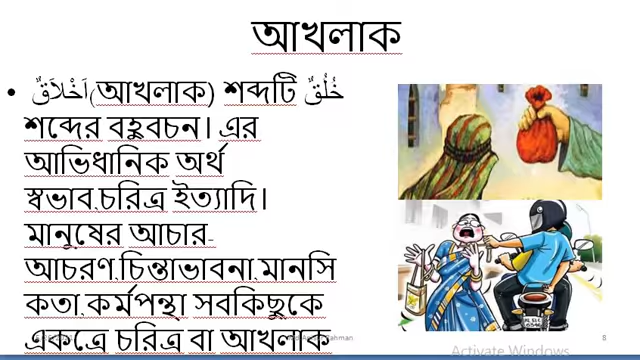 আখলাক
• اَخْلَاقٌ(আখলাক) শব্দটি خُلُقٌ
শব্দের বহুবচন। এর
আভিধানিক অর্থ
স্বভাব,চরিত্র ইত্যাদি।
মানুষের আচার-
আচরণ,চিন্তাভাবনা,মানসি
কতা,কর্মপন্থা সবকিছুকে
একত্রে চরিত্র বা আখলাক
8
Activate Windows